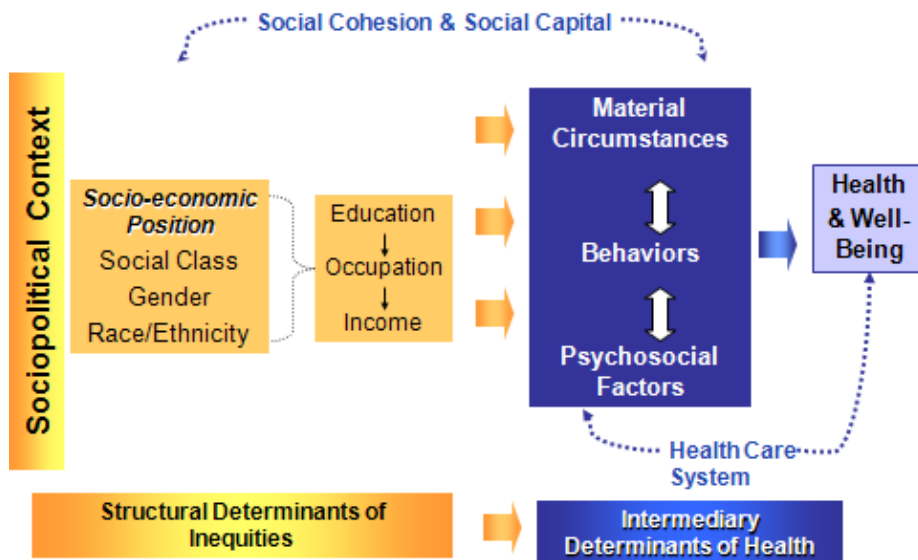 Social Cohesion & Social Capital
Sociopolitical Context
Socio-economic
Position
Social Class
Gender
Race/Ethnicity
Education
Occupation
Income
Material
Circumstances
Behaviors
Psychosocial
Factors
Health
& Well-
Being
Health Care
System
Structural Determinants of
Inequities
Intermediary
Determinants of Health